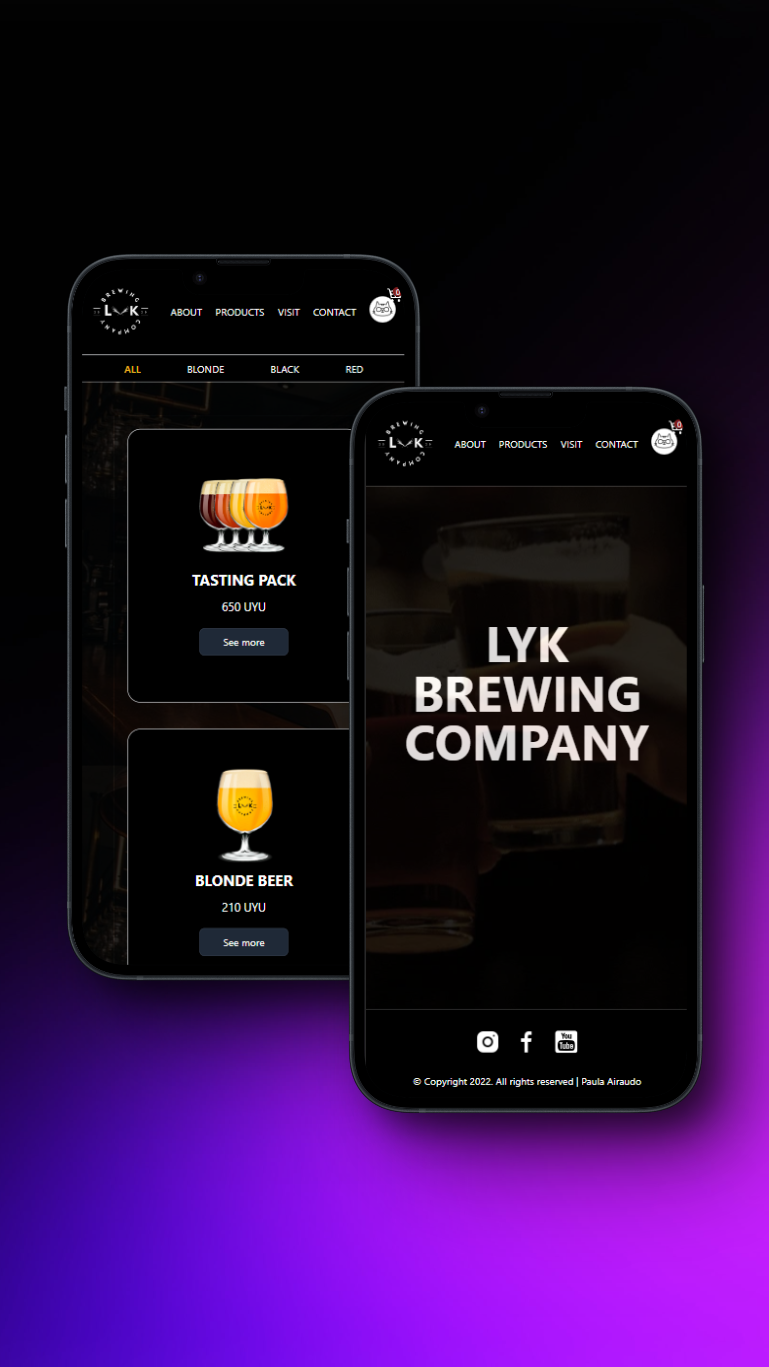 BREWING
LYK
COMPANY
ABOUT PRODUCTS VISIT CONTACT
0
ALL BLONDE BLACK RED
TASTING PACK
650 UYU
See more
BLONDE BEER
210 UYU
See more
BREWING
LYK
COMPANY
ABOUT PRODUCTS VISIT CONTACT
0
LYK
BREWING
COMPANY
You
Tube
© Copyright 2022. All rights reserved | Paula Airaudo